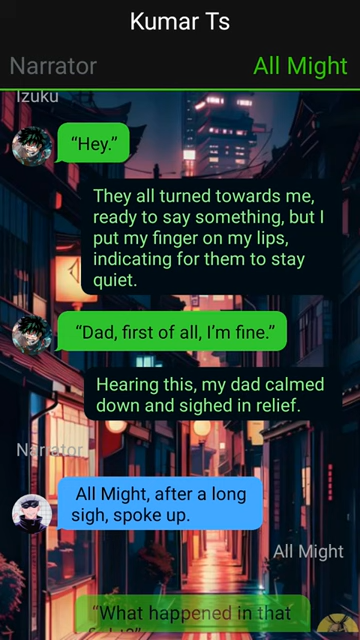 Kumar Ts
Narrator
All Might
Izuku
“Hey.”
They all turned towards me,
ready to say something, but I
put my finger on my lips,
indicating for them to stay
quiet.
“Dad, first of all, I’m fine.”
Hearing this, my dad calmed
down and sighed in relief.
Narrator
All Might, after a long
sigh, spoke up.
All Might
“What happened in that